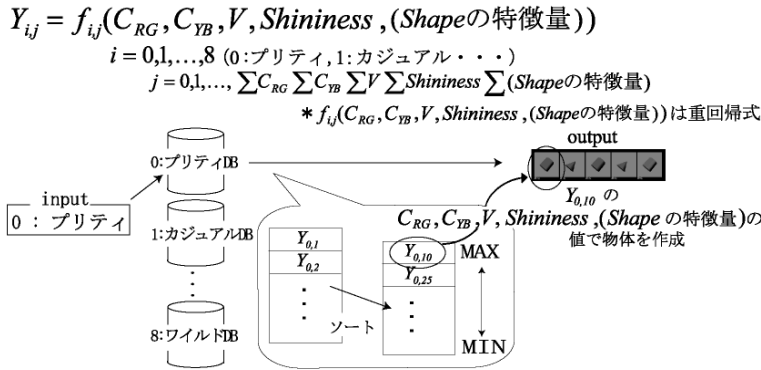 Y_{i,j} = f_{i,j}(C_{RG}, C_{YB}, V, Shininess, (Shapeの特徴量))
i = 0,1,...,8 (0:プリティ,1:カジュアル・・・)
j = 0,1,..., ∑C_{RG} ∑C_{YB} ∑V ∑Shininess ∑(Shapeの特徴量)
* f_{i,j}(C_{RG}, C_{YB}, V, Shininess, (Shapeの特徴量))は重回帰式
output
0:プリティDB
input
0 : プリティ
Y_{0,10} の
C_{RG}, C_{YB}, V, Shininess, (Shape の特徴量)の
値で物体を作成
1:カジュアルDB
Y_{0,1}
Y_{0,2}
Y_{0,10}
MAX
Y_{0,25}
ソート
8:ワイルドDB
MIN